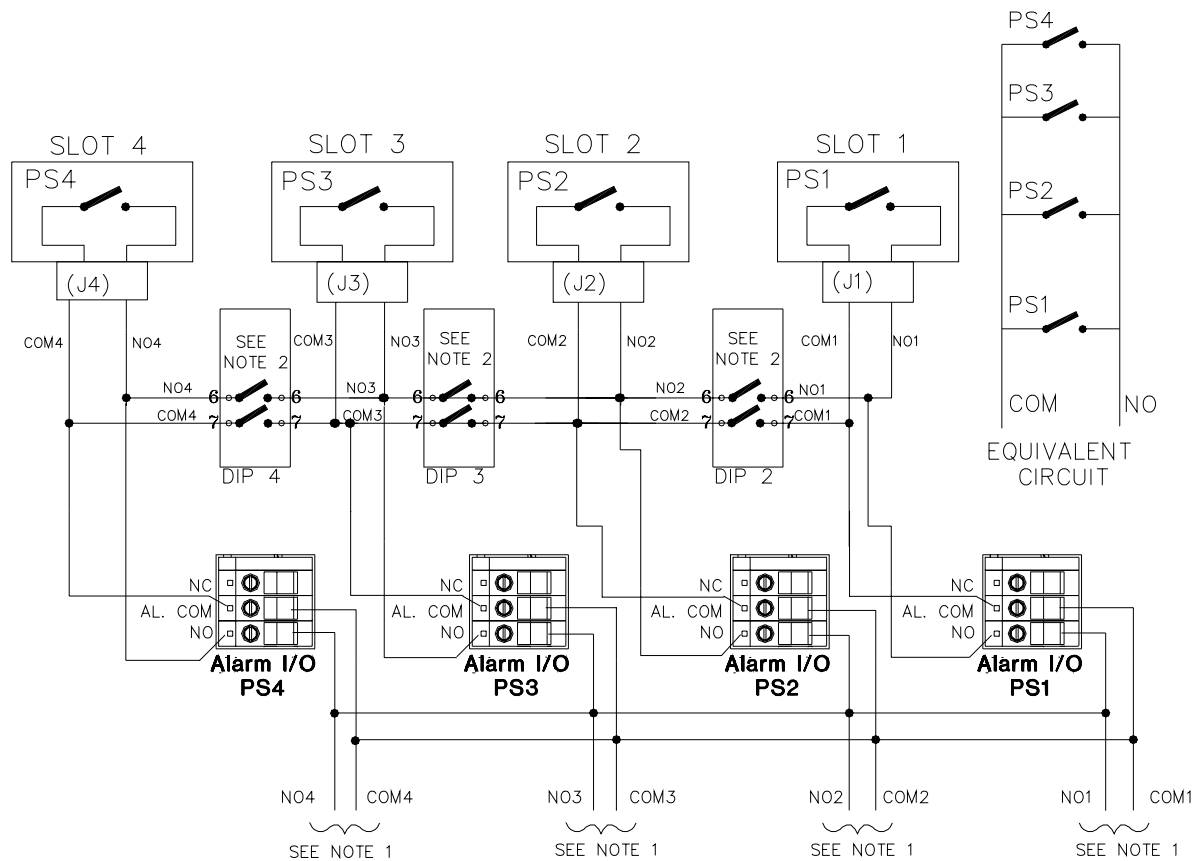 PS4
PS3
PS2
PS1
COM NO
EQUIVALENT
CIRCUIT
SLOT 4 SLOT 3 SLOT 2 SLOT 1
PS4 PS3 PS2 PS1
(J4) (J3) (J2) (J1)
COM4 NO4 COM3 NO3 COM2 NO2 COM1 NO1
SEE
NOTE 2
SEE
NOTE 2
SEE
NOTE 2
NO4 6 6 NO3 6 6 NO2 6 6 NO1
COM4 7 7 COM3 7 7 COM2 7 7 COM1
DIP 4 DIP 3 DIP 2
NC NC NC NC
AL. COM AL. COM AL. COM AL. COM
NO NO NO NO
Alarm I/O Alarm I/O Alarm I/O Alarm I/O
PS4 PS3 PS2 PS1
NO4 COM4 NO3 COM3 NO2 COM2 NO1 COM1
SEE NOTE 1 SEE NOTE 1 SEE NOTE 1 SEE NOTE 1